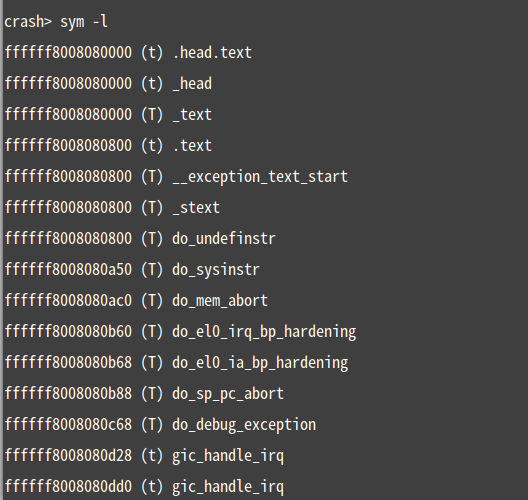 crash> sym -l
ffffff8008080000 (t) .head.text
ffffff8008080000 (t) _head
ffffff8008080000 (T) _text
ffffff8008080800 (t) .text
ffffff8008080800 (T) __exception_text_start
ffffff8008080800 (T) _stext
ffffff8008080800 (T) do_undefinstr
ffffff8008080a50 (T) do_sysinstr
ffffff8008080ac0 (T) do_mem_abort
ffffff8008080b60 (T) do_el0_irq_bp_hardening
ffffff8008080b68 (T) do_el0_ia_bp_hardening
ffffff8008080b88 (T) do_sp_pc_abort
ffffff8008080c68 (T) do_debug_exception
ffffff8008080d28 (t) gic_handle_irq
ffffff8008080dd0 (t) gic_handle_irq